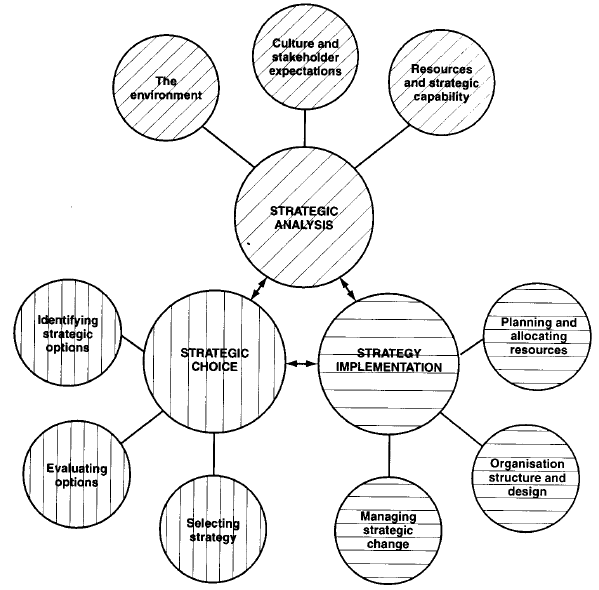 Culture and
stakeholder
expectations
The
environment
Resources
and strategic
capability
STRATEGIC
ANALYSIS
Identifying
strategic
options
STRATEGIC
CHOICE
STRATEGY
IMPLEMENTATION
Planning and
allocating
resources
Evaluating
options
Selecting
strategy
Managing
strategic
change
Organisation
structure and
design